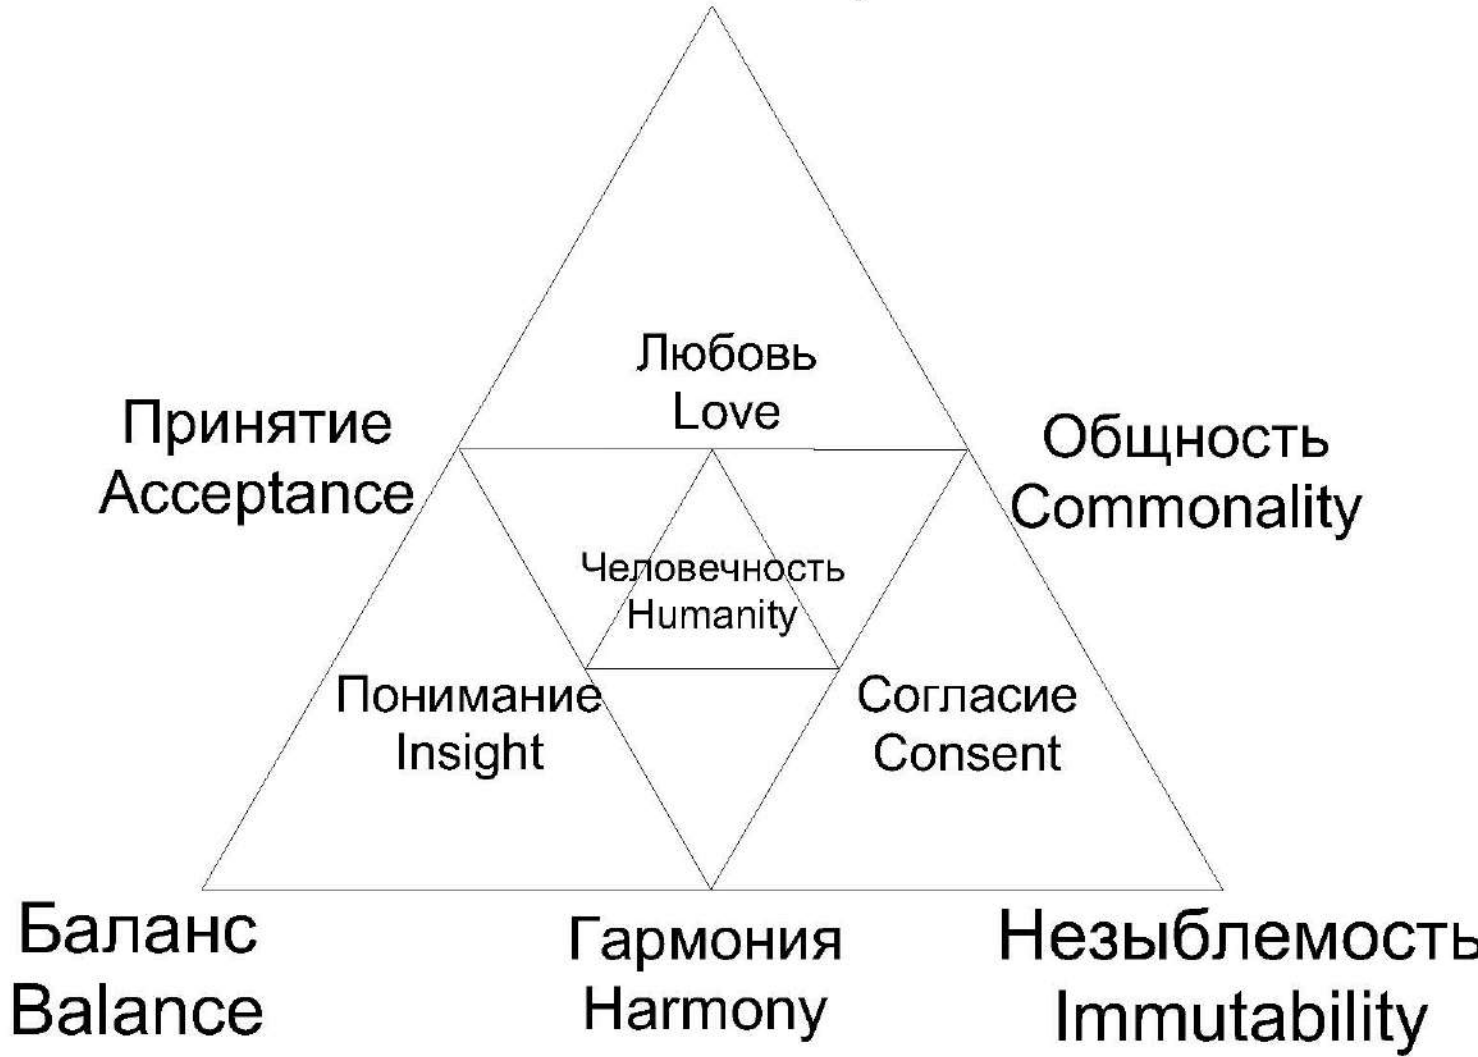 Любовь
Love
Принятие
Acceptance
Общность
Commonality
Человечность
Humanity
Понимание
Insight
Согласие
Consent
Баланс
Balance
Гармония
Harmony
Незыблемость
Immutability